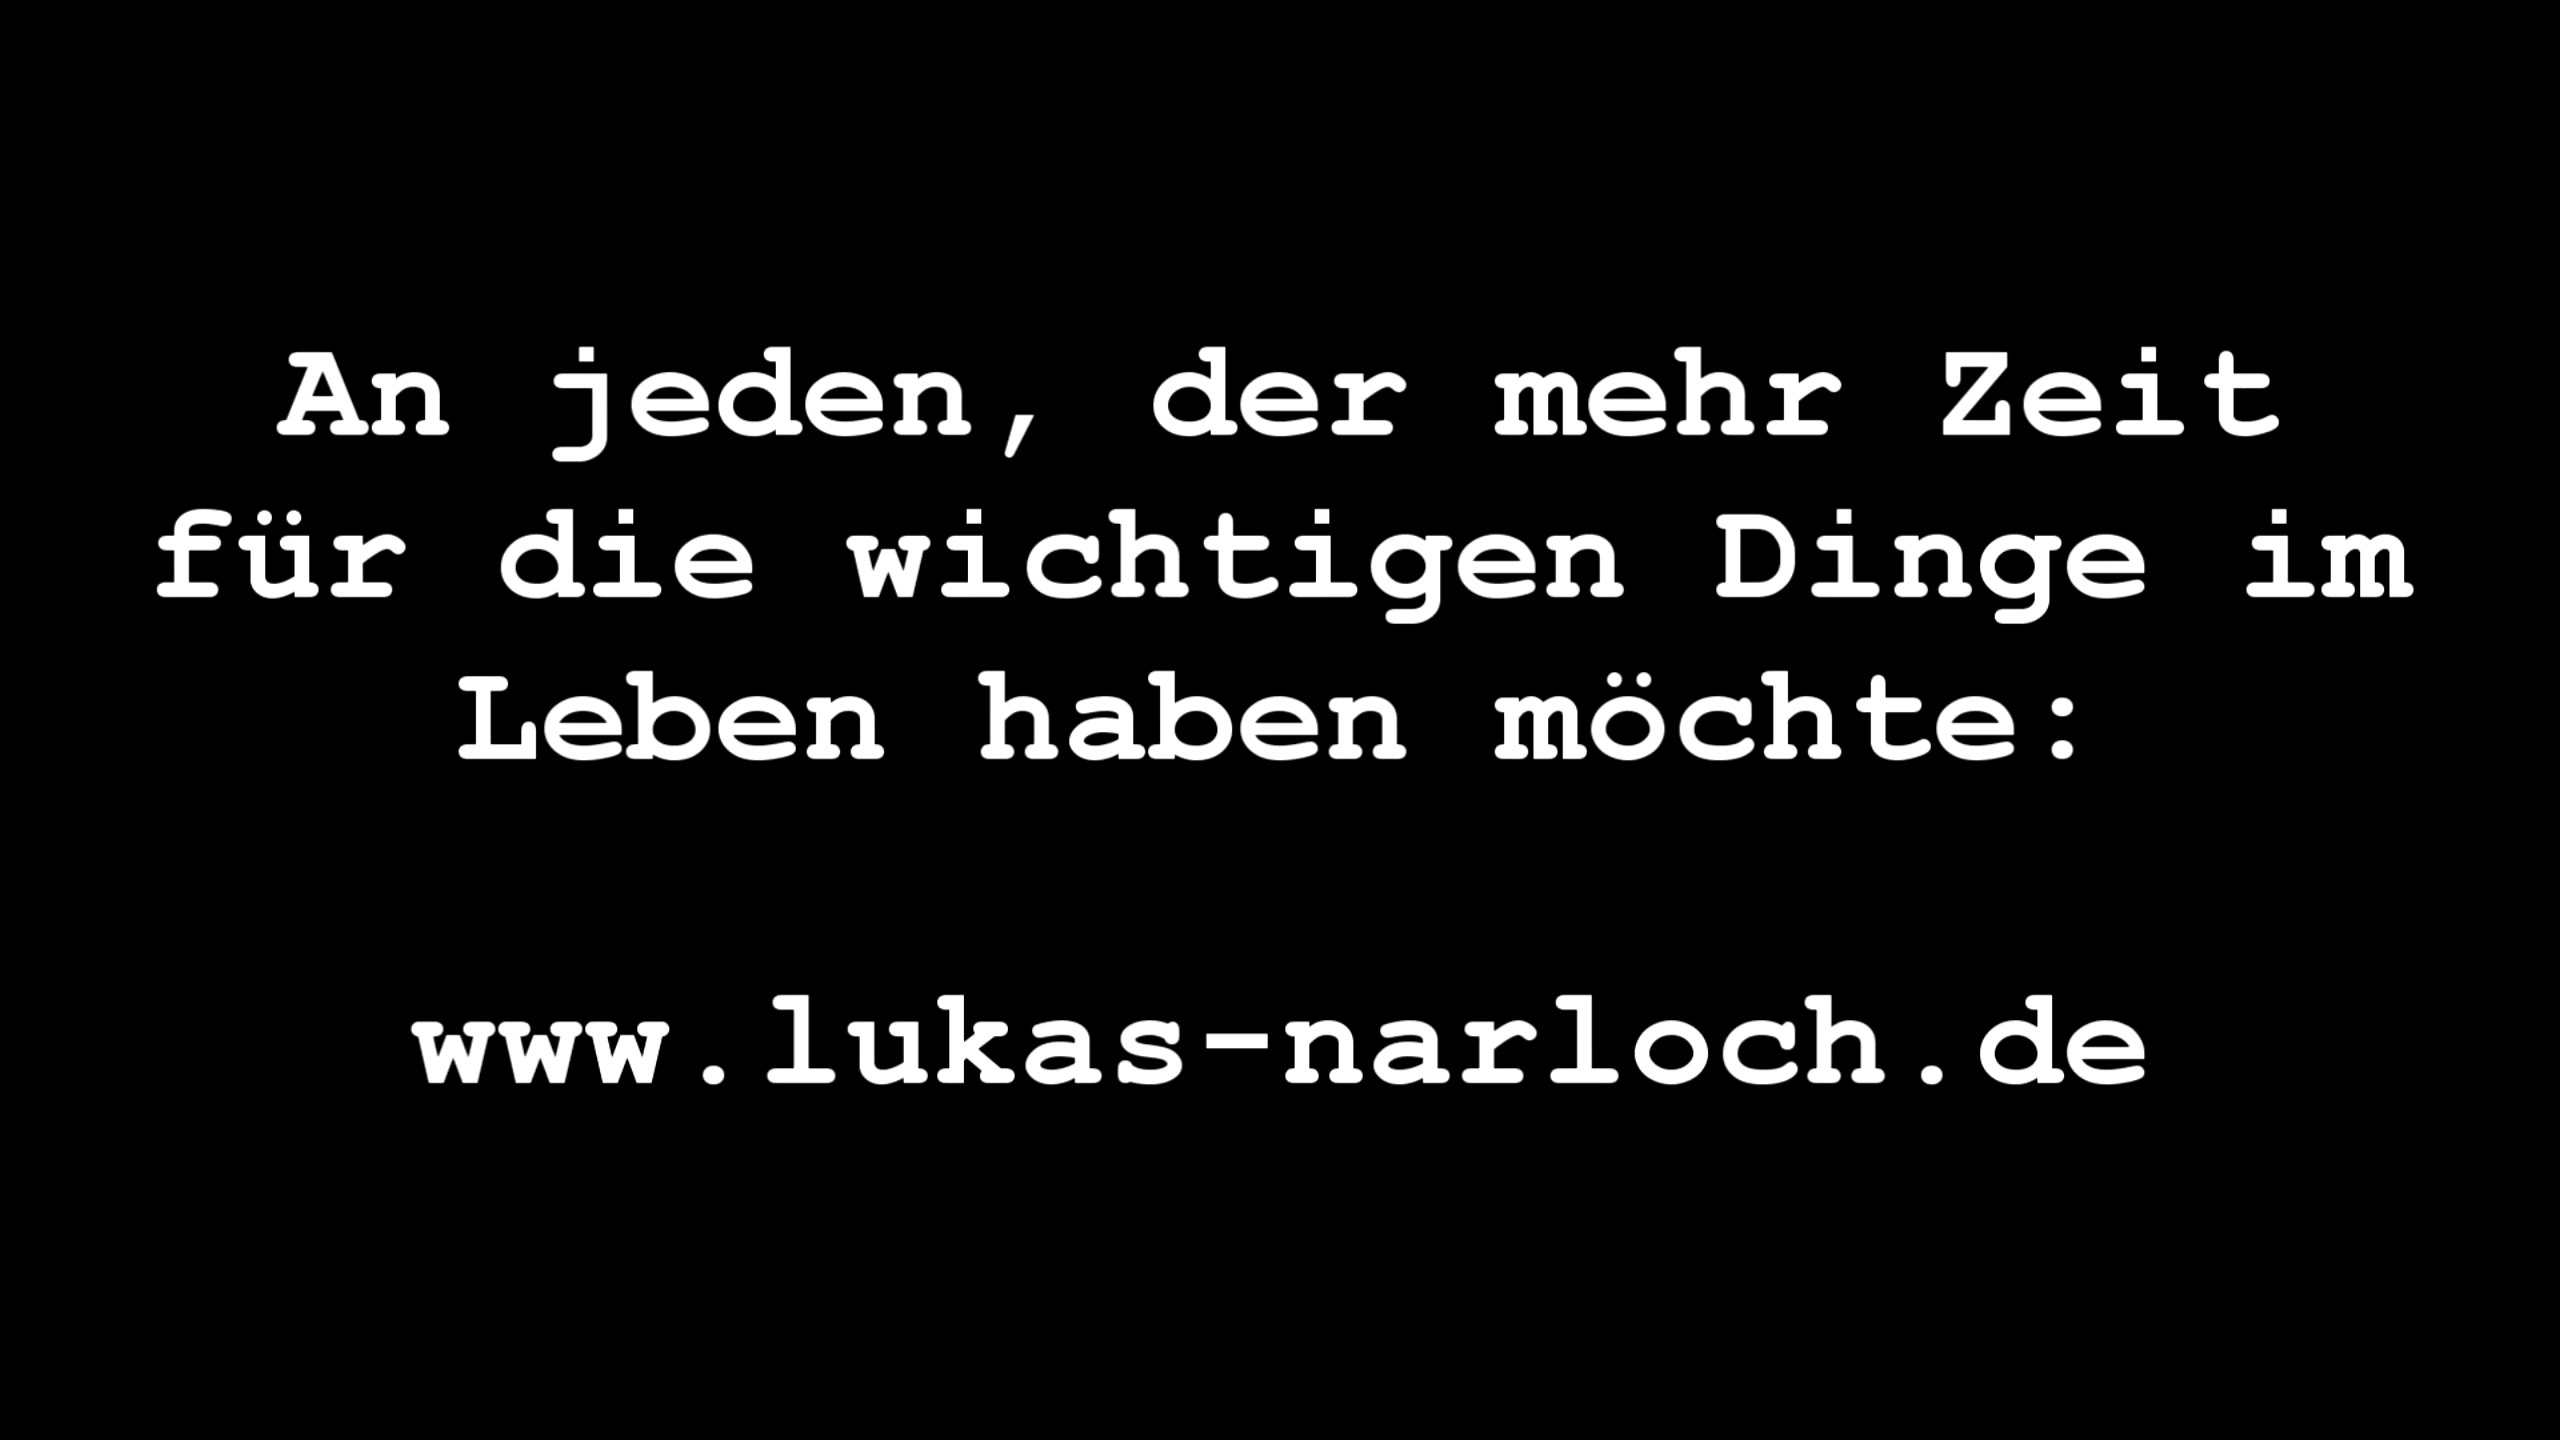 An jeden, der mehr Zeit
für die wichtigen Dinge im
Leben haben möchte:
www.lukas-narloch.de